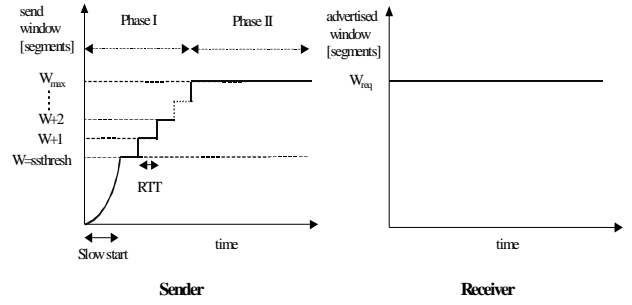 send
window
[segments]
Phase I
Phase II
W_max
W+2
W+1
W=ssthresh
RTT
Slow start
time
Sender
advertised
window
[segments]
W_req
time
Receiver